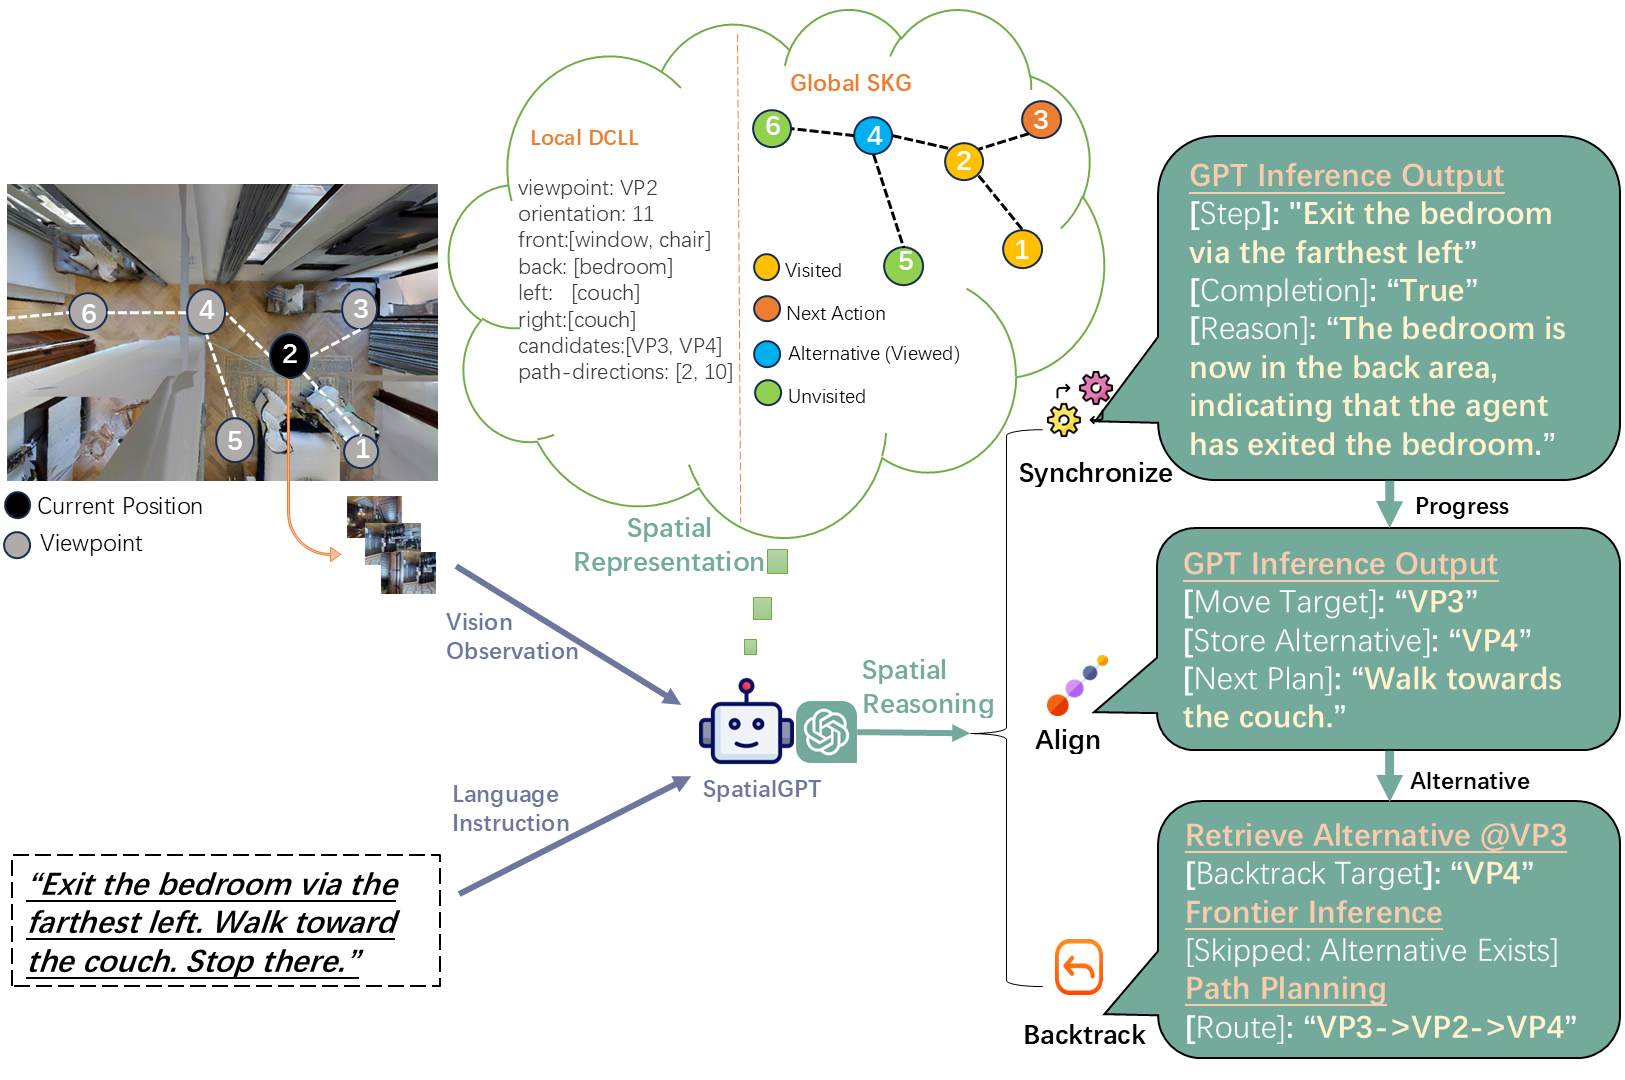 Local DCLL
viewpoint: VP2
orientation: 11
front:[window, chair]
back: [bedroom]
left: [couch]
right:[couch]
candidates:[VP3, VP4]
path-directions: [2, 10]
Global SKG
6
4
2
3
5
1
Visited
Next Action
Alternative (Viewed)
Unvisited
6
4
3
2
5
1
Current Position
Viewpoint
Spatial
Representation
Vision
Observation
Language
Instruction
SpatialGPT
Spatial
Reasoning
“Exit the bedroom via the
farthest left. Walk toward
the couch. Stop there.”
Synchronize
GPT Inference Output
[Step]: "Exit the bedroom
via the farthest left”
[Completion]: “True”
[Reason]: “The bedroom is
now in the back area,
indicating that the agent
has exited the bedroom.”
Progress
Align
GPT Inference Output
[Move Target]: “VP3”
[Store Alternative]: “VP4”
[Next Plan]: “Walk towards
the couch.”
Alternative
Backtrack
Retrieve Alternative @VP3
[Backtrack Target]: “VP4”
Frontier Inference
[Skipped: Alternative Exists]
Path Planning
[Route]: “VP3->VP2->VP4”